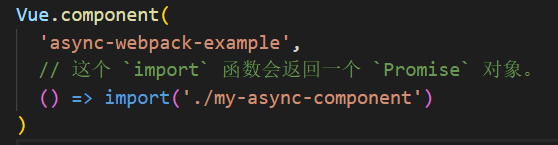 Vue.component(
  'async-webpack-example',
  // 这个 `import` 函数会返回一个 `Promise` 对象。
  () => import('./my-async-component')
)